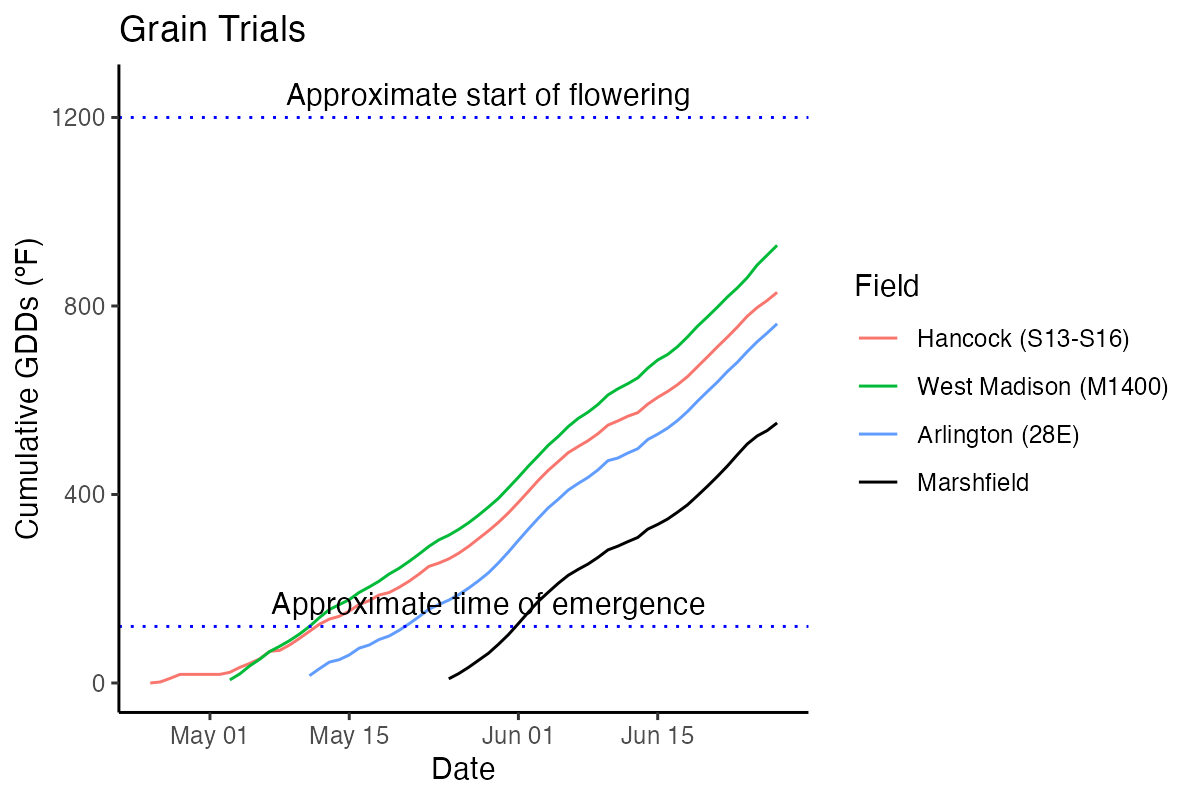 Grain Trials
Approximate start of flowering
1200
800
400
0
Cumulative GDDs (°F)
Approximate time of emergence
May 01
May 15
Jun 01
Jun 15
Date
Field
Hancock (S13-S16)
West Madison (M1400)
Arlington (28E)
Marshfield